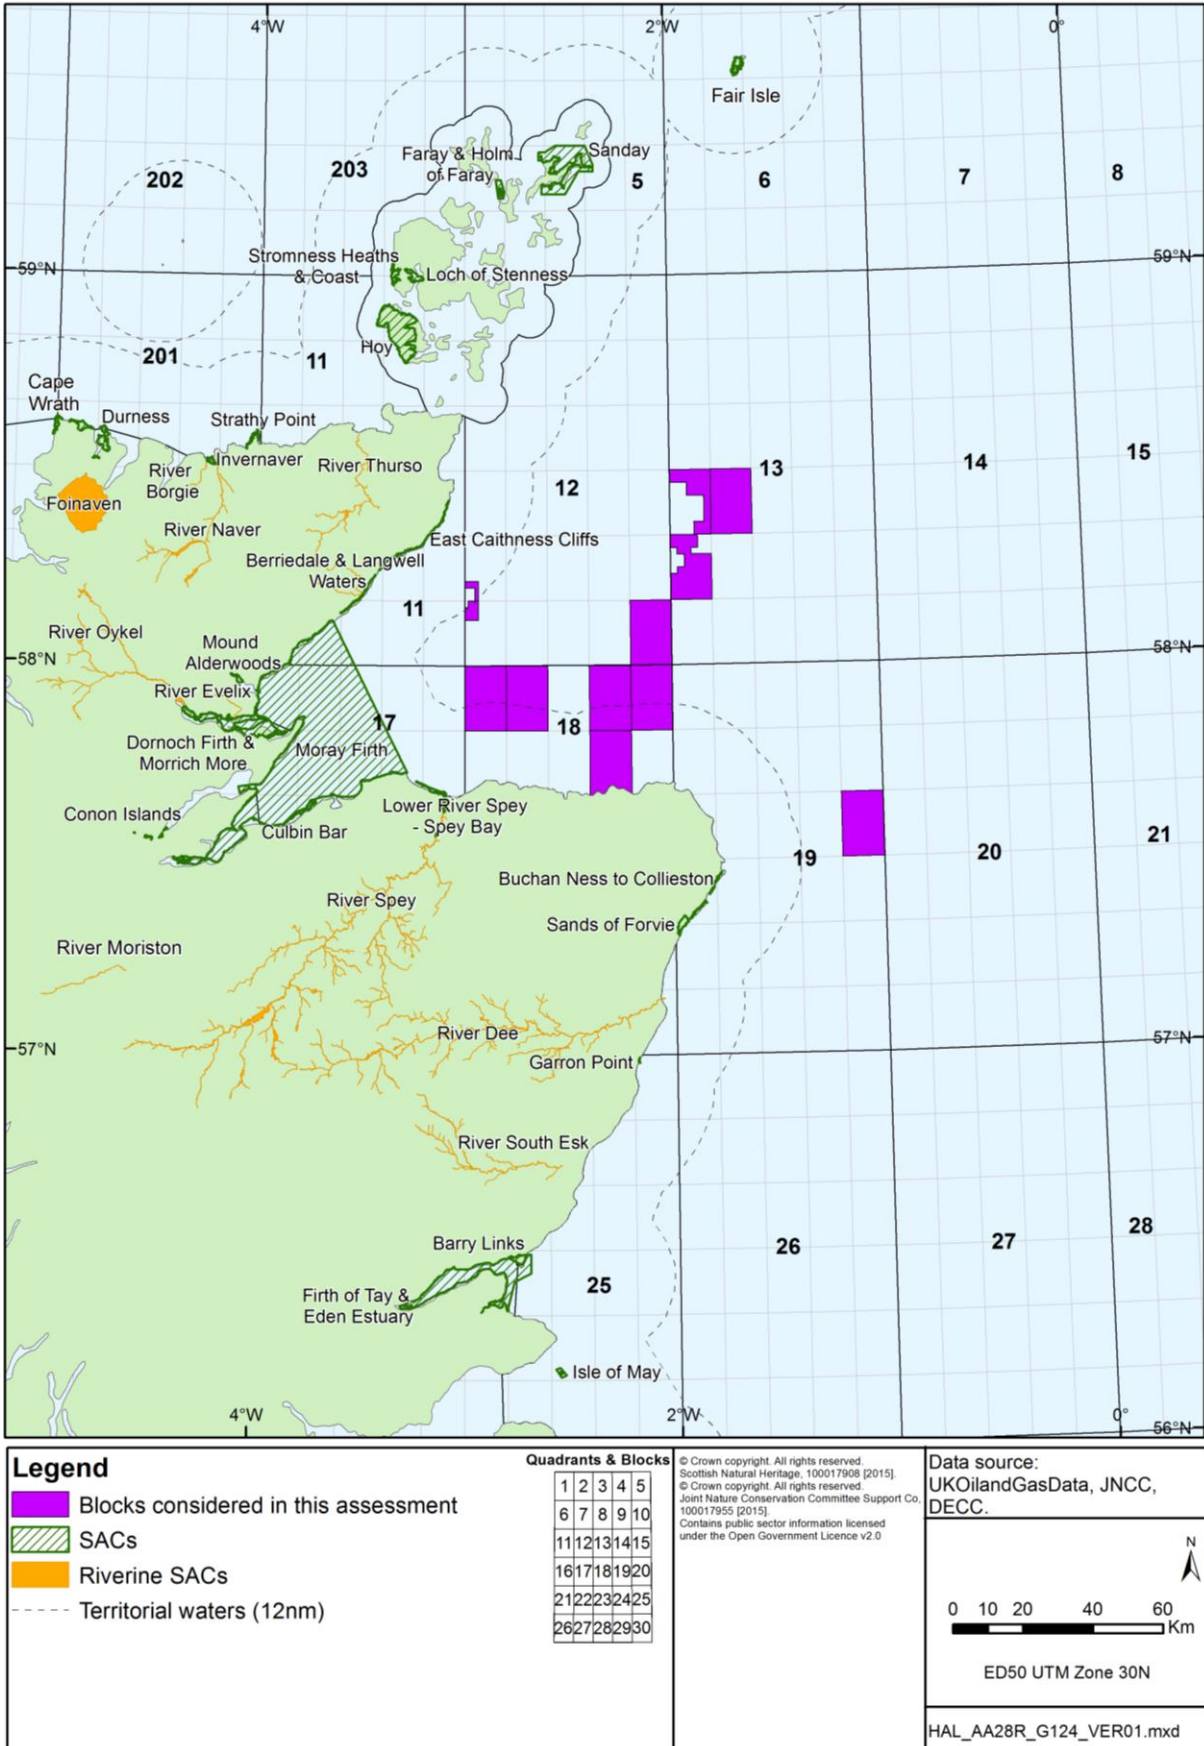 4°W
2°W
0°
Fair Isle
Faray & Holm
of Faray
Sanday
202
203
5
6
7
8
Stromness Heaths
& Coast
Loch of Stenness
59°N
59°N
Hoy
201
11
Cape
Wrath
Durness
Strathy Point
Invernaver
River Thurso
River
Borgie
Foinaven
River Naver
12
13
14
15
East Caithness Cliffs
Berriedale & Langwell
Waters
11
River Oykel
Mound
Alderwoods
58°N
58°N
River Evelix
17
18
Dornoch Firth &
Morrich More
Moray Firth
Conon Islands
Culbin Bar
Lower River Spey
- Spey Bay
19
20
21
Buchan Ness to Collieston
River Spey
Sands of Forvie
River Moriston
River Dee
57°N
57°N
Garron Point
River South Esk
Barry Links
26
27
28
25
Firth of Tay &
Eden Estuary
Isle of May
4°W
2°W
0°
56°N
Legend
Blocks considered in this assessment
SACs
Riverine SACs
Territorial waters (12nm)
Quadrants & Blocks
1 2 3 4 5
6 7 8 9 10
11 12 13 14 15
16 17 18 19 20
21 22 23 24 25
26 27 28 29 30
© Crown copyright. All rights reserved.
Scottish Natural Heritage, 100017908 [2015].
© Crown copyright. All rights reserved.
Joint Nature Conservation Committee Support Co,
100017955 [2015].
Contains public sector information licensed
under the Open Government Licence v2.0
Data source:
UKOilandGasData, JNCC,
DECC.
N
0 10 20 40 60
Km
ED50 UTM Zone 30N
HAL_AA28R_G124_VER01.mxd